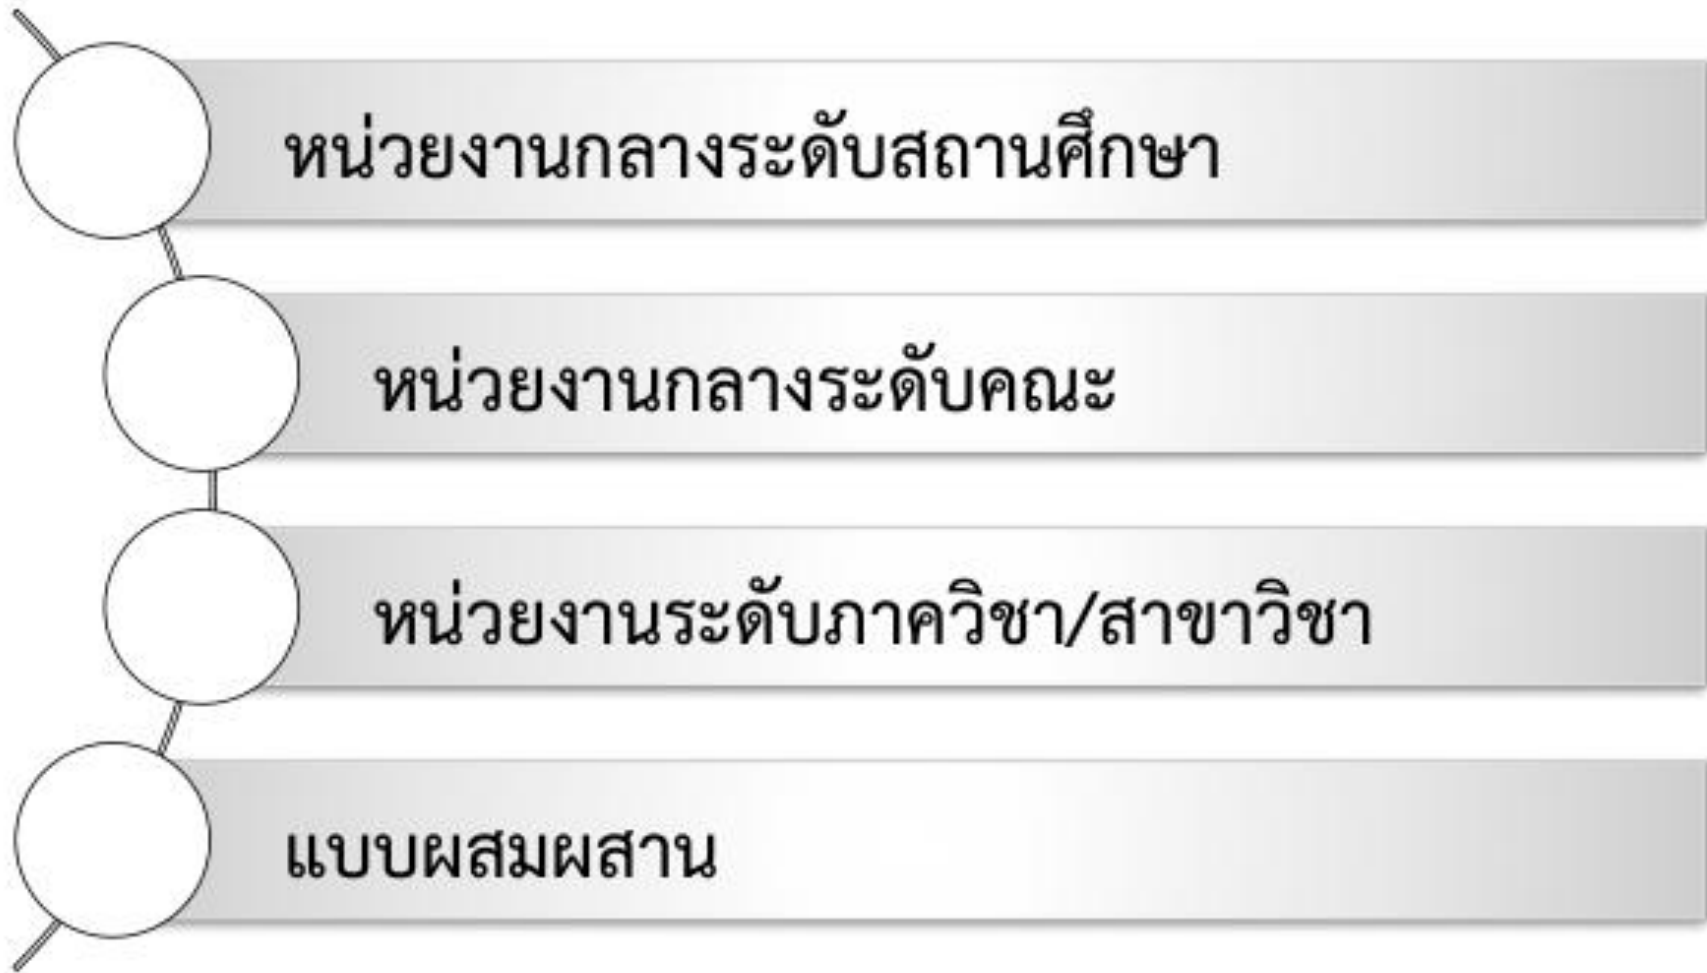 หน่วยงานกลางระดับสถานศึกษา
หน่วยงานกลางระดับคณะ
หน่วยงานระดับภาควิชา/สาขาวิชา
แบบผสมผสาน